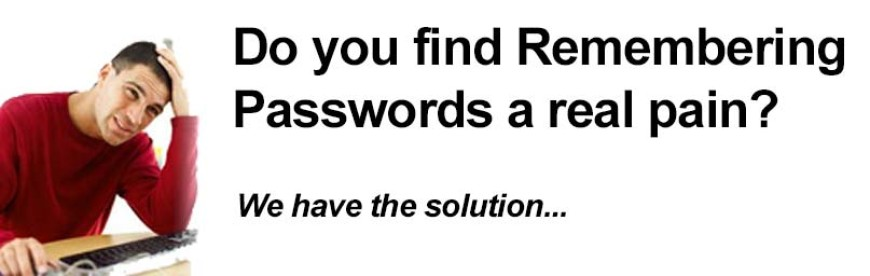 Do you find Remembering
Passwords a real pain?
We have the solution...